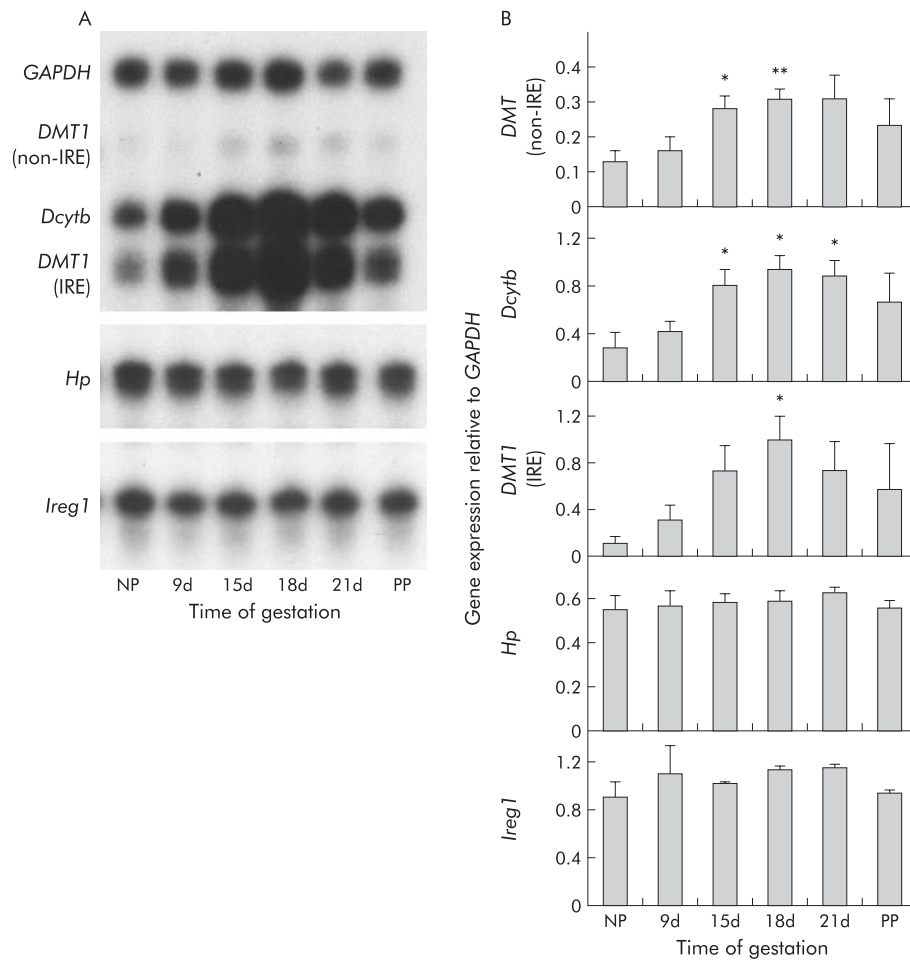 A
GAPDH
DMT1
(non-IRE)
Dcytb
DMT1
(IRE)
Hp
Ireg1
NP 9d 15d 18d 21d PP
Time of gestation
B
Gene expression relative to GAPDH
DMT
(non-IRE)
0.4
0.3
0.2
0.1
0
* **
Dcytb
1.2
0.8
0.4
0
* * *
DMT1
(IRE)
1.2
0.8
0.4
0
*
Hp
0.6
0.4
0.2
0
Ireg1
1.2
0.8
0.4
0
NP 9d 15d 18d 21d PP
Time of gestation